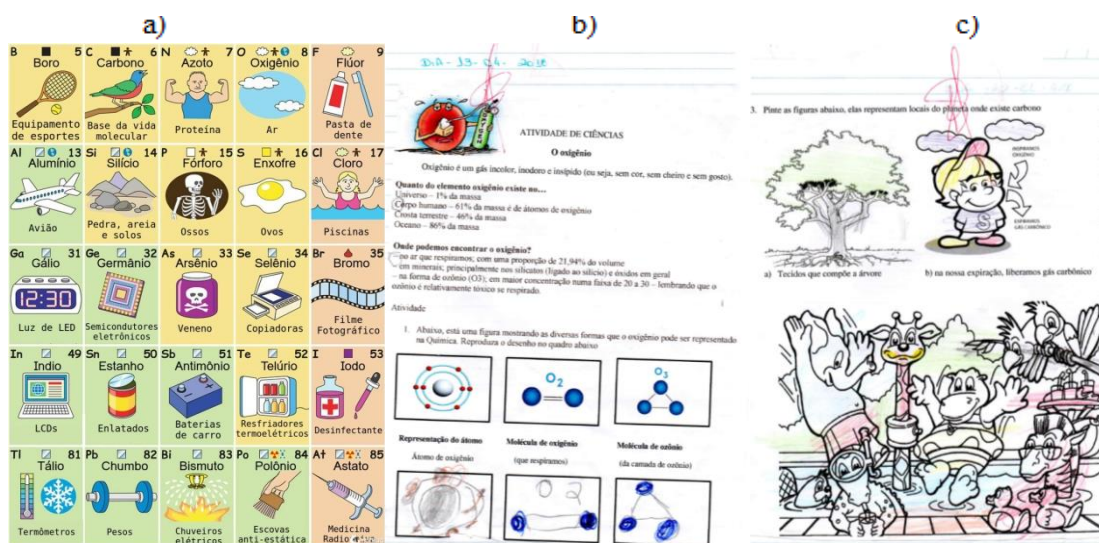 a)
B 5 C 6 N 7 O 8 F 9
Boro Carbono Azoto Oxigênio Flúor
Equipamento de esportes
Base da vida molecular
Proteína
Ar
Pasta de dente
Al 13 Si 14 P 15 S 16 Cl 17
Alumínio Silício Fórforo Enxofre Cloro
Avião
Pedra, areia e solos
Ossos
Ovos
Piscinas
Ga 31 Ge 32 As 33 Se 34 Br 35
Gálio Germânio Arsênio Selênio Bromo
12:30
Luz de LED
Semicondutores eletrônicos
Veneno
Copiadoras
Filme Fotográfico
In 49 Sn 50 Sb 51 Te 52 I 53
Indio Estanho Antimônio Telúrio Iodo
LCDs
Enlatados
Baterias de carro
Resfriadores termoelétricos
Desinfectante
Tl 81 Pb 82 Bi 83 Po 84 At 85
Tálio Chumbo Bismuto Polônio Astato
Termômetros
Pesos
Chuveiros elétricos
Escovas anti-estática
Medicina
b)
ATIVIDADE DE CIÊNCIAS
O oxigênio
Oxigênio é um gás incolor, inodoro e insípido (ou seja, sem cor, sem cheiro e sem gosto).
Quanto do elemento oxigênio existe no...
Universo – 1% da massa
Corpo humano – 61% da massa é de átomos de oxigênio
Crosta terrestre – 46% da massa
Oceano – 86% da massa
Onde podemos encontrar o oxigênio?
no ar que respiramos; com uma proporção de 21,94% do volume
em minerais; principalmente nos silicatos (ligado ao silício) e óxidos em geral
na forma de ozônio (O3); em maior concentração numa faixa de 20 a 30 – lembrando que o
ozônio é relativamente tóxico se respirado.
Atividade
1. Abaixo, está uma figura mostrando as diversas formas que o oxigênio pode ser representado
na Química. Reproduza o desenho no quadro abaixo
O2
O3
Representação do átomo Molécula de oxigênio Molécula de ozônio
Átomo de oxigênio (que respiramos) (da camada de ozônio)
c)
3. Pinte as figuras abaixo, elas representam locais do planeta onde existe carbono
INSPIRAMOS
OXIGÊNIO
S
EXPIRAMOS
GÁS CARBÔNICO
a) Tecidos que compõe a árvore b) na nossa expiração, liberamos gás carbônico